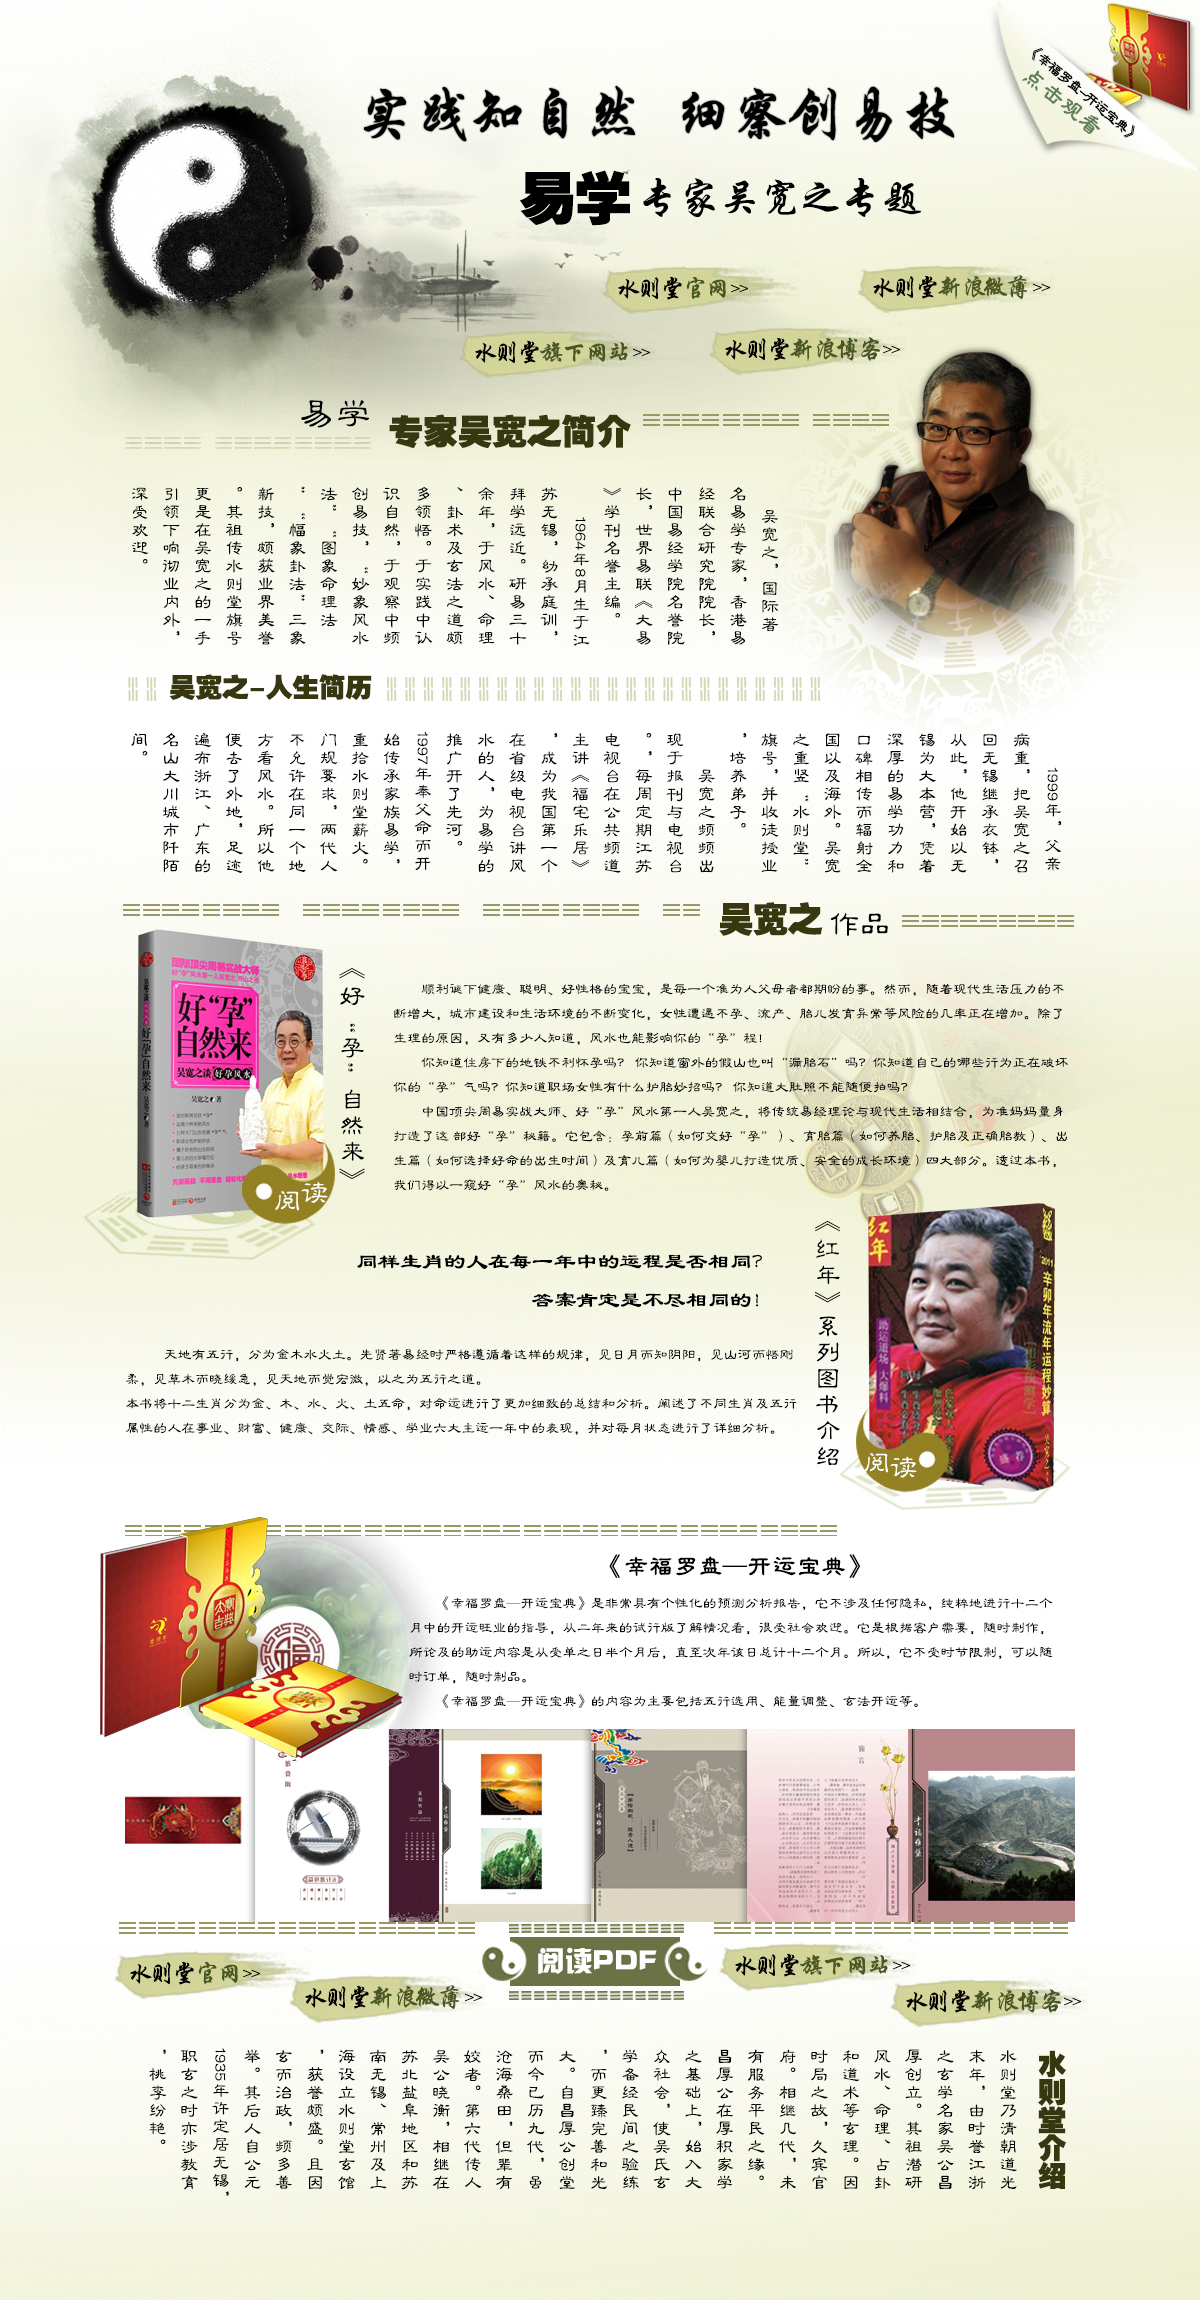 《幸福罗盘-开运宝典》
点击观看
实践知自然 细察创易技
易学专家吴宽之专题
水则堂官网>>
水则堂新浪微薄>>
水则堂旗下网站>>
水则堂新浪博客>>
易学 专家吴宽之简介
吴宽之,国际著
名易学专家,香港易
经联合研究院院长,
中国易经学院名誉院
长,世界易联《大易
》学刊名誉主编。
1964年8月生于江
苏无锡,幼承庭训,
拜学远近。研易三十
余年,于风水、命理
、卦术及玄法之道颇
多领悟。于实践中认
识自然,于观察中频
创易技,“妙象风水
法”“图象命理法
”“幅象卦法”三象
新技,颇获业界美誉
。其祖传水则堂旗号
更是在吴宽之的一手
引领下响彻业内外,
深受欢迎。
吴宽之-人生简历
1999年,父亲
病重,把吴宽之召
回无锡继承衣钵,
从此,他开始以无
锡为大本营,凭着
深厚的易学功力和
口碑相传而辐射全
国以及海外。吴宽
之重竖“水则堂”
旗号,并收徒授业
,培养弟子。
吴宽之频频出
现于报刊与电视台
。,每周定期江苏
电视台在公共频道
主讲《福宅乐居》
,成为我国第一个
在省级电视台讲风
水的人,为易学的
推广开了先河。
1997年奉父命而开
始传承家族易学,
重拾水则堂薪火。
门规要求,两代人
不允许在同一个地
方看风水。所以他
便去了外地,足迹
遍布浙江、广东的
名山大川城市阡陌
间。
吴宽之 作品
国际顶尖周易实战大师
好“孕”自然来
吴宽之谈 好孕风水
吴宽之 著
阅读
《好“孕”自然来》
顺利诞下健康、聪明、好性格的宝宝,是每一个准为人父母者都期盼的事。然而,随着现代生活压力的不
断增大,城市建设和生活环境的不断变化,女性遭遇不孕、流产、胎儿发育异常等风险的几率正在增加。除了
生理的原因,又有多少人知道,风水也能影响你的“孕”程!
你知道住房下的地铁不利怀孕吗? 你知道窗外的假山也叫“漏胎石”吗?你知道自己的哪些行为正在破坏
你的“孕”气吗?你知道职场女性有什么护胎妙招吗? 你知道大肚照不能随便拍吗?
中国顶尖周易实战大师、好“孕”风水第一人吴宽之,将传统易经理论与现代生活相结合,为准妈妈量身
打造了这 部好“孕”秘籍。它包含:孕前篇(如何交好“孕”)、育胎篇(如何养胎、护胎及正确胎教)、出
生篇(如何选择好命的出生时间)及育儿篇(如何为婴儿打造优质、安全的成长环境)四大部分。透过本书,
我们得以一窥好“孕”风水的奥秘。
同样生肖的人在每一年中的运程是否相同?
答案肯定是不尽相同的!
天地有五行,分为金木水火土。先贤著易经时严格遵循着这样的规律,见日月而知阴阳,见山河而悟刚
柔,见草木而晓缓急,见天地而觉宏微,以之为五行之道。
本书将十二生肖分为金、木、水、火、土五命,对命运进行了更加细致的总结和分析。阐述了不同生肖及五行
属性的人在事业、财富、健康、交际、情感、学业六大主运一年中的表现,并对每月状态进行了详细分析。
《红年》系列图书介绍
红年
2011
辛卯年流年运程妙算
阅读
《幸福罗盘—开运宝典》
《幸福罗盘—开运宝典》是非常具有个性化的预测分析报告,它不涉及任何隐私,纯粹地进行十二个
月中的开运旺业的指导,从二年来的试行版了解情况看,很受社会欢迎。它是根据客户需要,随时制作,
所论及的助运内容是从受单之日半个月后,直至次年该日总计十二个月。所以,它不受时节限制,可以随
时订单,随时制品。
《幸福罗盘—开运宝典》的内容为主要包括五行选用、能量调整、玄法开运等。
阅读PDF
水则堂官网>>
水则堂新浪微薄>>
水则堂旗下网站>>
水则堂新浪博客>>
水则堂介绍
水则堂乃清朝道光
末年,由时誉江浙
之玄学名家吴公昌
厚创立。其祖潜研
风水、命理、占卦
和道术等玄理。因
时局之故,久宾官
府。相继几代,未
有服务平民之缘。
昌厚公在厚积家学
之基础上,始入大
众社会,使吴氏玄
学备经民间之验练
,而更臻完善和光
大。自昌厚公创堂
而今已历九代,虽
沧海桑田,但辈有
姣者。第六代传人
吴公晓衡,相继在
苏北盐阜地区和苏
南无锡、常州及上
海设立水则堂玄馆
,获誉颇盛。且因
玄而治政,频多善
举。其后人自公元
1935年许定居无锡,
职玄之时亦涉教育
,桃李纷艳。